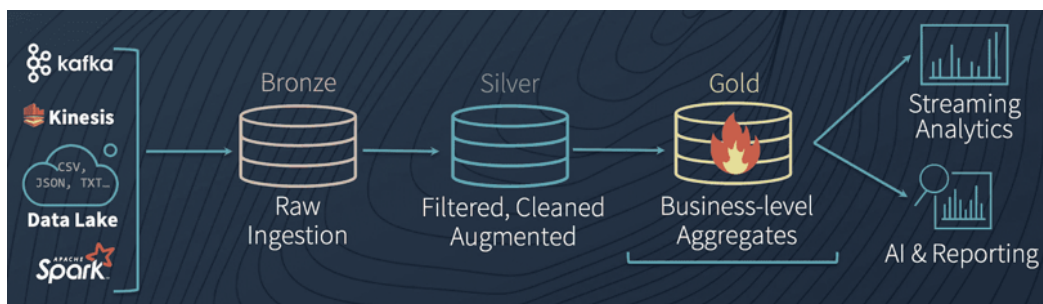 kafka
Kinesis
CSV,
JSON, TXT...
Data Lake
APACHE
Spark
Bronze
Raw
Ingestion
Silver
Filtered, Cleaned
Augmented
Gold
Business-level
Aggregates
Streaming
Analytics
AI & Reporting